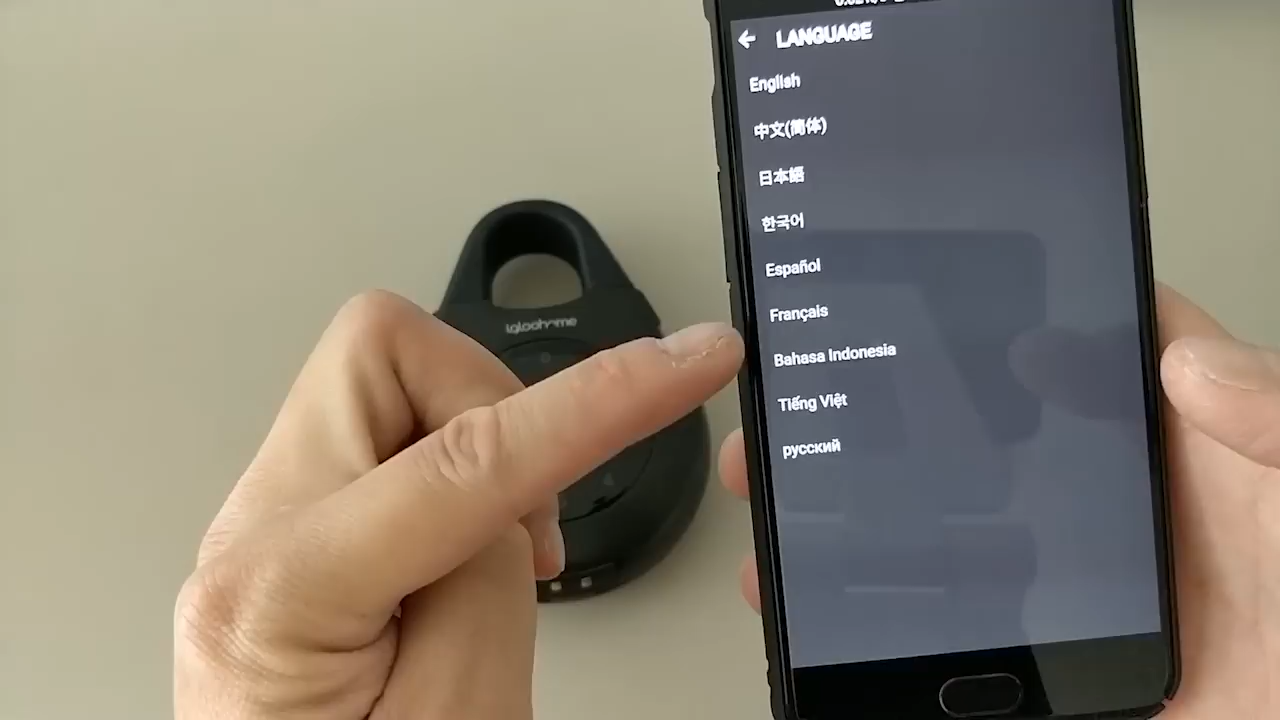 LANGUAGE
English
中文(简体)
日本語
한국어
Español
Français
Bahasa Indonesia
Tiếng Việt
русский
igloohome